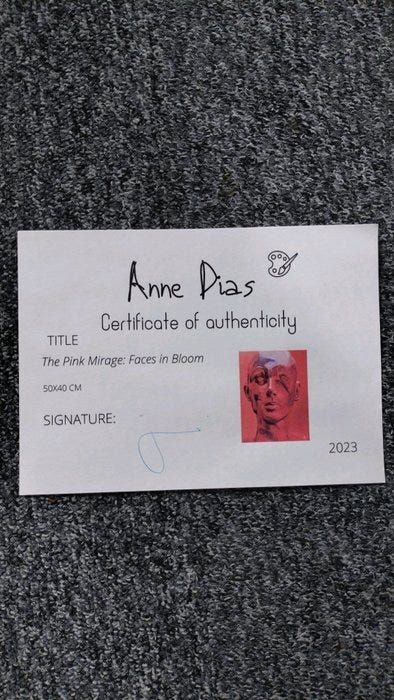 Anne Dias
Certificate of authenticity
TITLE
The Pink Mirage: Faces in Bloom
50X40 CM
SIGNATURE:
2023